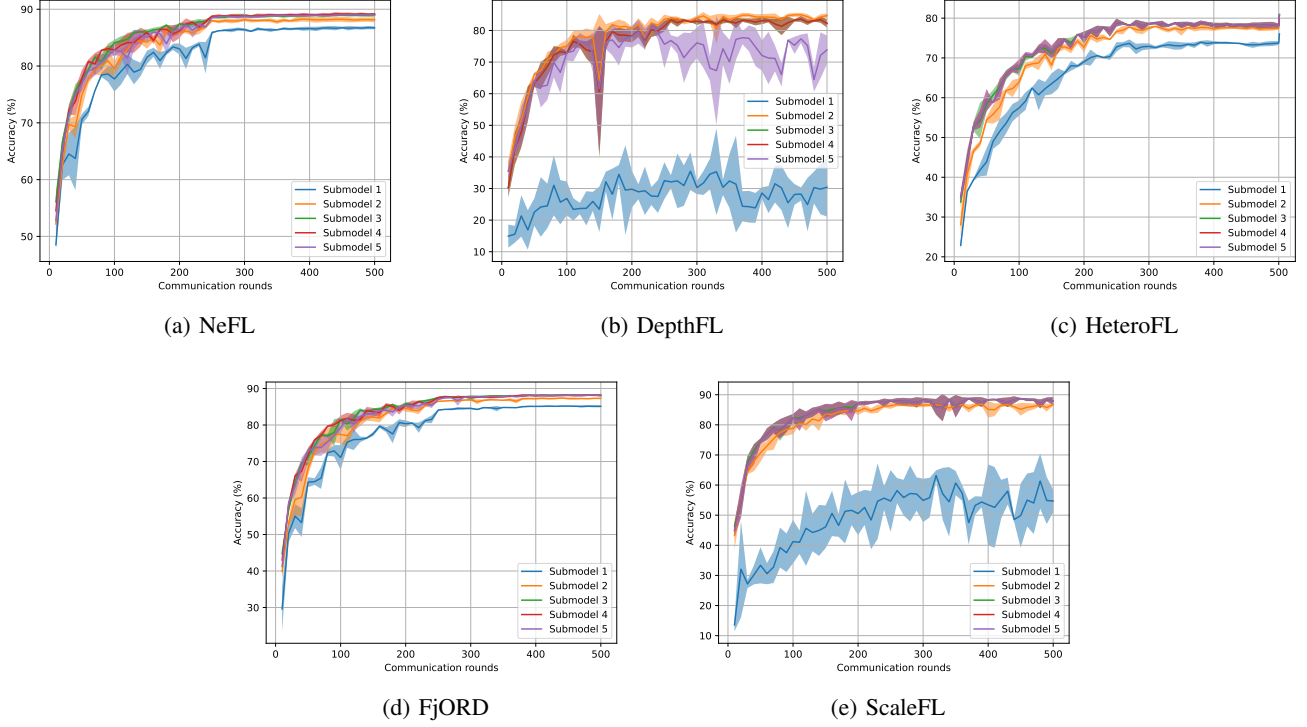 90
80
70
60
50
0
100
200
300
400
500
Accuracy (%)
Communication rounds
Submodel 1
Submodel 2
Submodel 3
Submodel 4
Submodel 5
(a) NeFL
90
80
70
60
50
40
30
20
10
0
100
200
300
400
500
Accuracy (%)
Communication rounds
Submodel 1
Submodel 2
Submodel 3
Submodel 4
Submodel 5
(b) DepthFL
80
70
60
50
40
30
20
0
100
200
300
400
500
Accuracy (%)
Communication rounds
Submodel 1
Submodel 2
Submodel 3
Submodel 4
Submodel 5
(c) HeteroFL
90
80
70
60
50
40
30
0
100
200
300
400
500
Accuracy (%)
Communication rounds
Submodel 1
Submodel 2
Submodel 3
Submodel 4
Submodel 5
(d) FjORD
90
80
70
60
50
40
30
20
10
0
100
200
300
400
500
Accuracy (%)
Communication rounds
Submodel 1
Submodel 2
Submodel 3
Submodel 4
Submodel 5
(e) ScaleFL